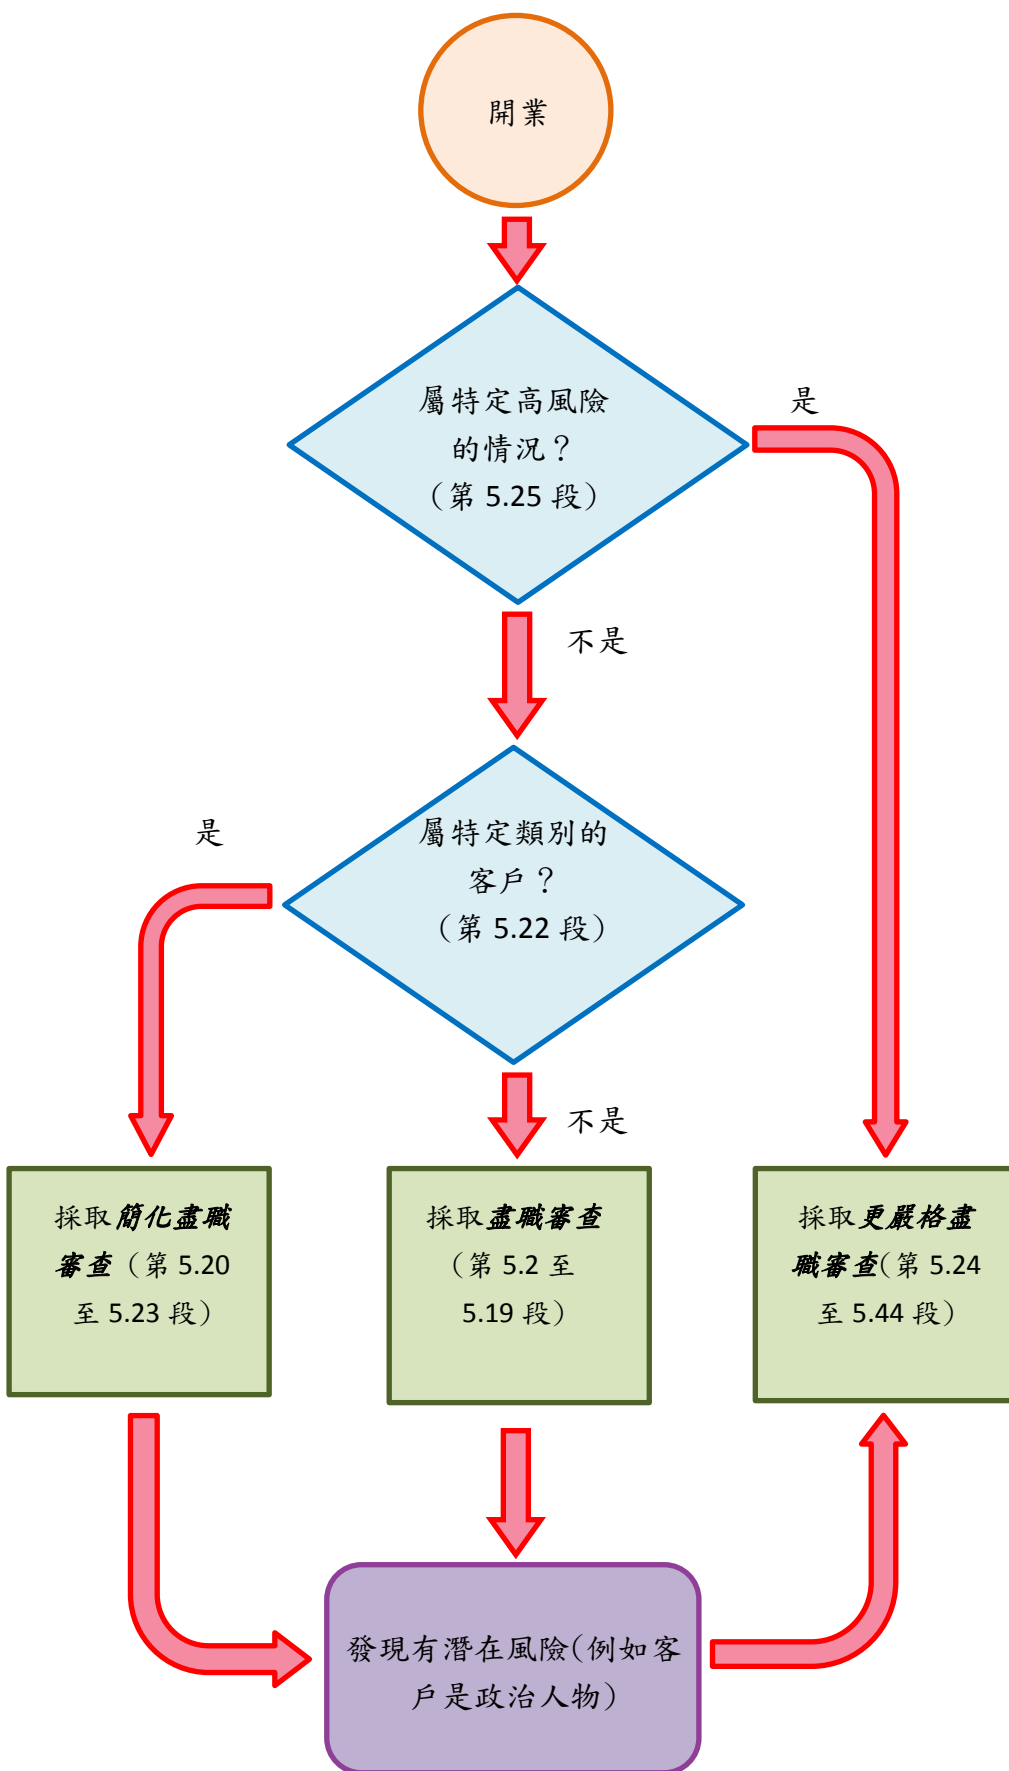 開業
屬特定高風險
的情況？
（第 5.25 段）
是
不是
屬特定類別的
客戶？
（第 5.22 段）
是
不是
採取簡化盡職
審查（第 5.20
至 5.23 段）
採取盡職審查
（第 5.2 至
5.19 段）
採取更嚴格盡
職審查(第 5.24
至 5.44 段）
發現有潛在風險(例如客
戶是政治人物)